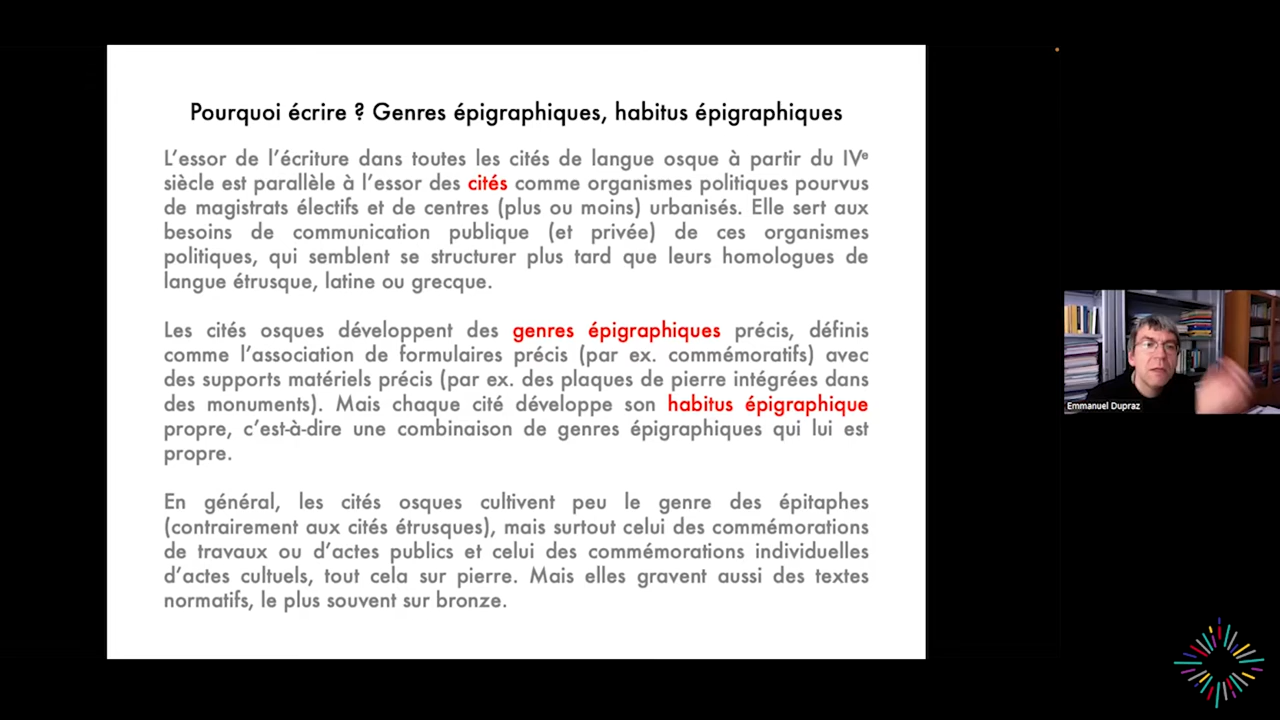 Pourquoi écrire ? Genres épigraphiques, habitus épigraphiques
L’essor de l’écriture dans toutes les cités de langue osque à partir du IVᵉ
siècle est parallèle à l’essor des cités comme organismes politiques pourvus
de magistrats électifs et de centres (plus ou moins) urbanisés. Elle sert aux
besoins de communication publique (et privée) de ces organismes
politiques, qui semblent se structurer plus tard que leurs homologues de
langue étrusque, latine ou grecque.
Les cités osques développent des genres épigraphiques précis, définis
comme l’association de formulaires précis (par ex. commémoratifs) avec
des supports matériels précis (par ex. des plaques de pierre intégrées dans
des monuments). Mais chaque cité développe son habitus épigraphique
propre, c’est-à-dire une combinaison de genres épigraphiques qui lui est
propre.
En général, les cités osques cultivent peu le genre des épitaphes
(contrairement aux cités étrusques), mais surtout celui des commémorations
de travaux ou d’actes publics et celui des commémorations individuelles
d’actes cultuels, tout cela sur pierre. Mais elles gravent aussi des textes
normatifs, le plus souvent sur bronze.
Emmanuel Dupraz